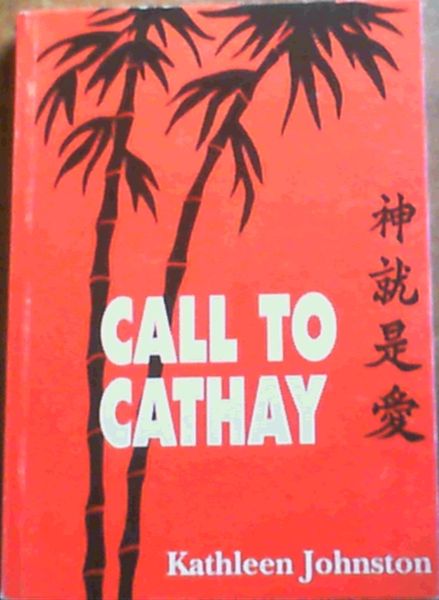 神就是愛
CALL TO
CATHAY
Kathleen Johnston